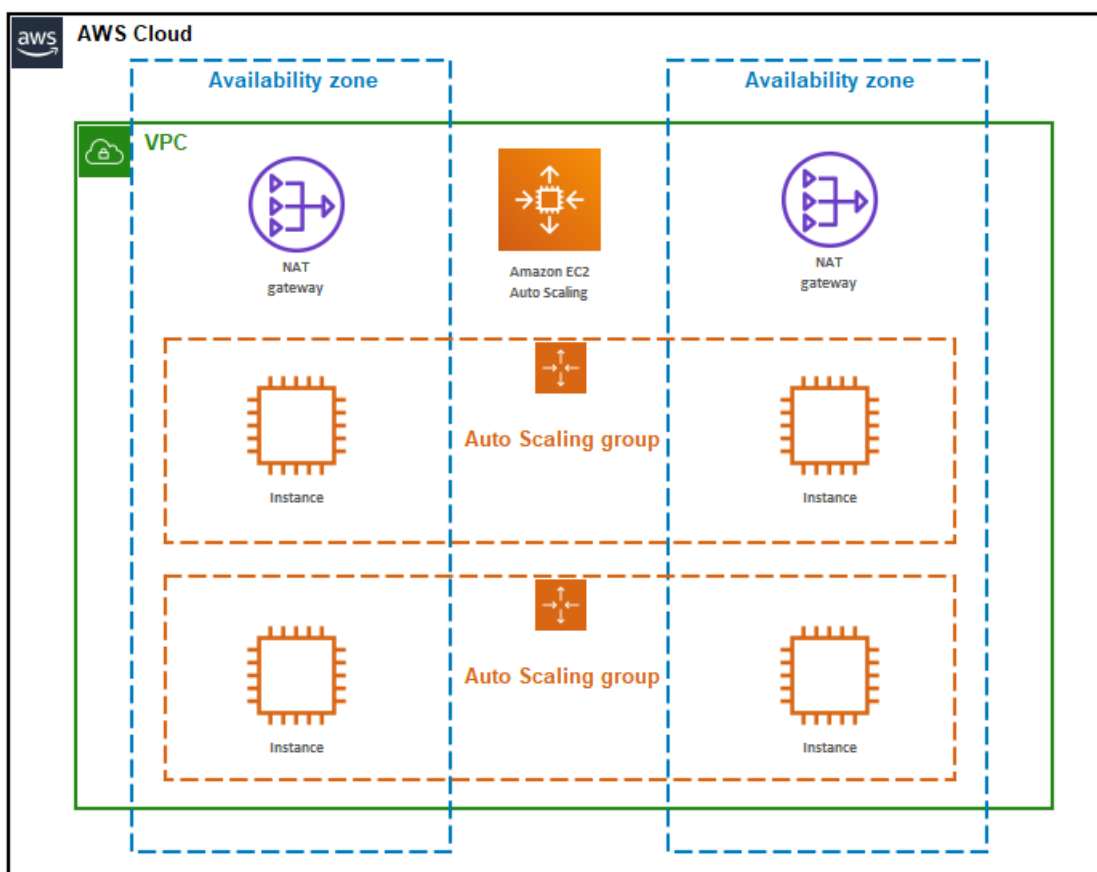 aws
AWS Cloud
Availability zone
Availability zone
VPC
NAT
gateway
Amazon EC2
Auto Scaling
NAT
gateway
Auto Scaling group
Instance
Instance
Auto Scaling group
Instance
Instance